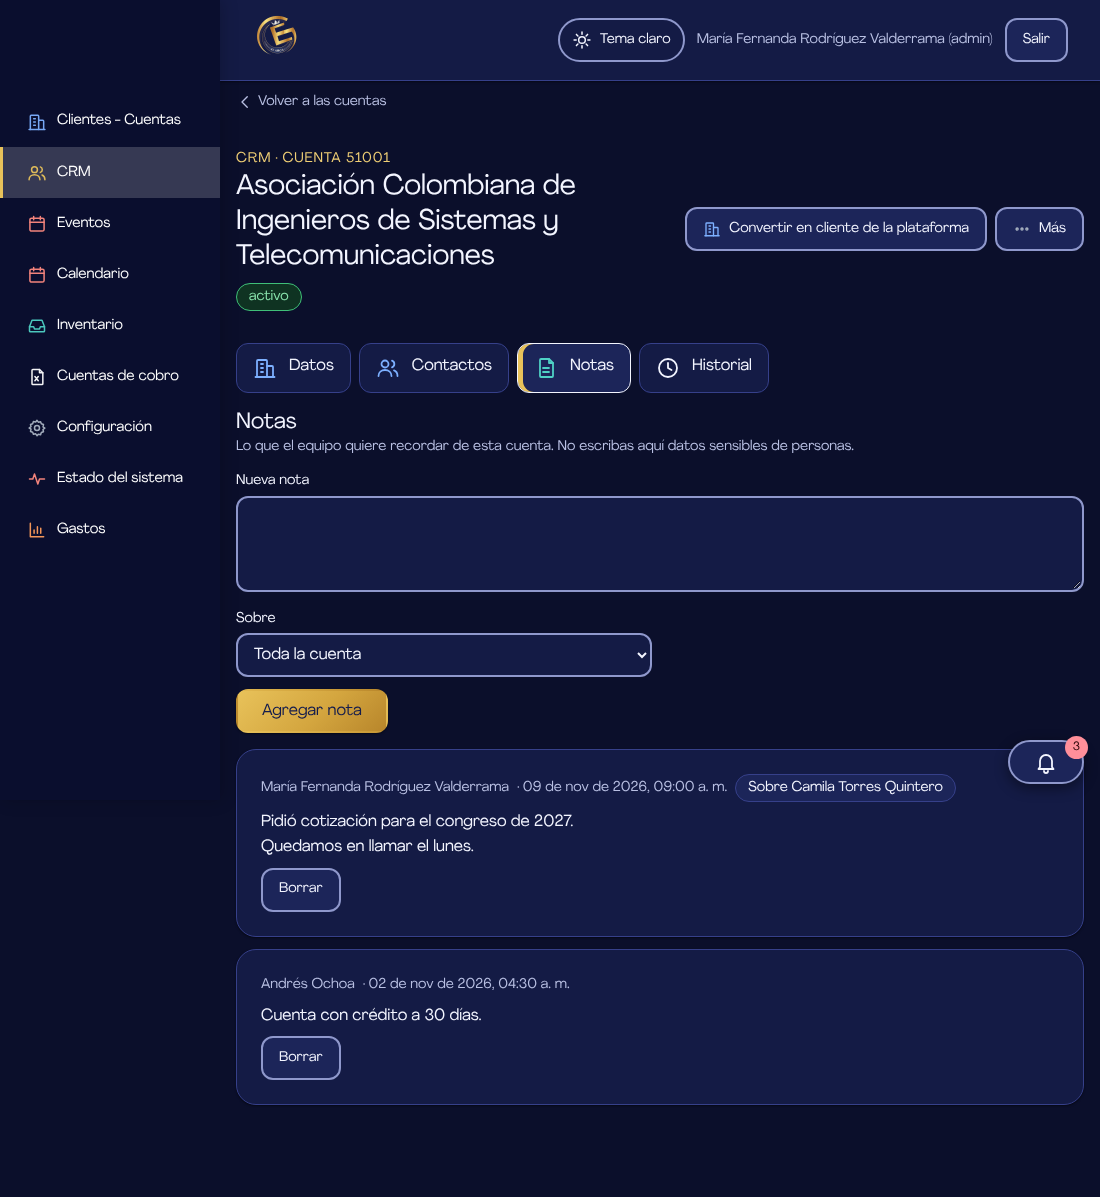 Tema claro
María Fernanda Rodríguez Valderrama (admin)
Salir
Clientes - Cuentas
CRM
Eventos
Calendario
Inventario
Cuentas de cobro
Configuración
Estado del sistema
Gastos
Volver a las cuentas
CRM · CUENTA 51001
Asociación Colombiana de
Ingenieros de Sistemas y
Telecomunicaciones
Convertir en cliente de la plataforma
Más
activo
Datos
Contactos
Notas
Historial
Notas
Lo que el equipo quiere recordar de esta cuenta. No escribas aquí datos sensibles de personas.
Nueva nota
Sobre
Toda la cuenta
Agregar nota
3
María Fernanda Rodríguez Valderrama · 09 de nov de 2026, 09:00 a. m. Sobre Camila Torres Quintero
Pidió cotización para el congreso de 2027.
Quedamos en llamar el lunes.
Borrar
Andrés Ochoa · 02 de nov de 2026, 04:30 a. m.
Cuenta con crédito a 30 días.
Borrar